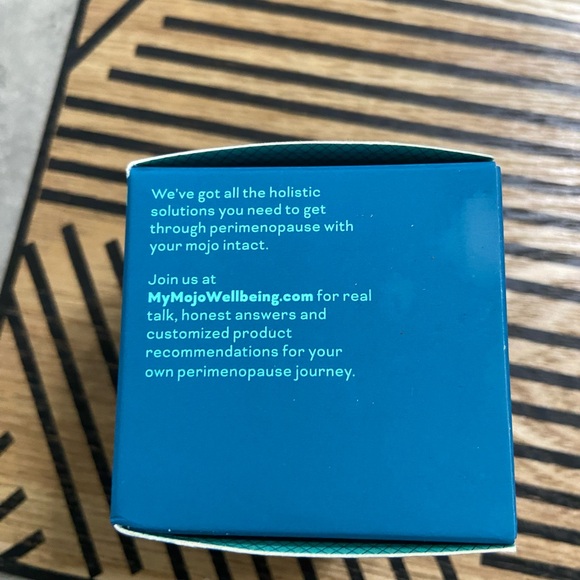 We've got all the holistic
solutions you need to get
through perimenopause with
your mojo intact.
Join us at
MyMojoWellbeing.com for real
talk, honest answers and
customized product
recommendations for your
own perimenopause journey.